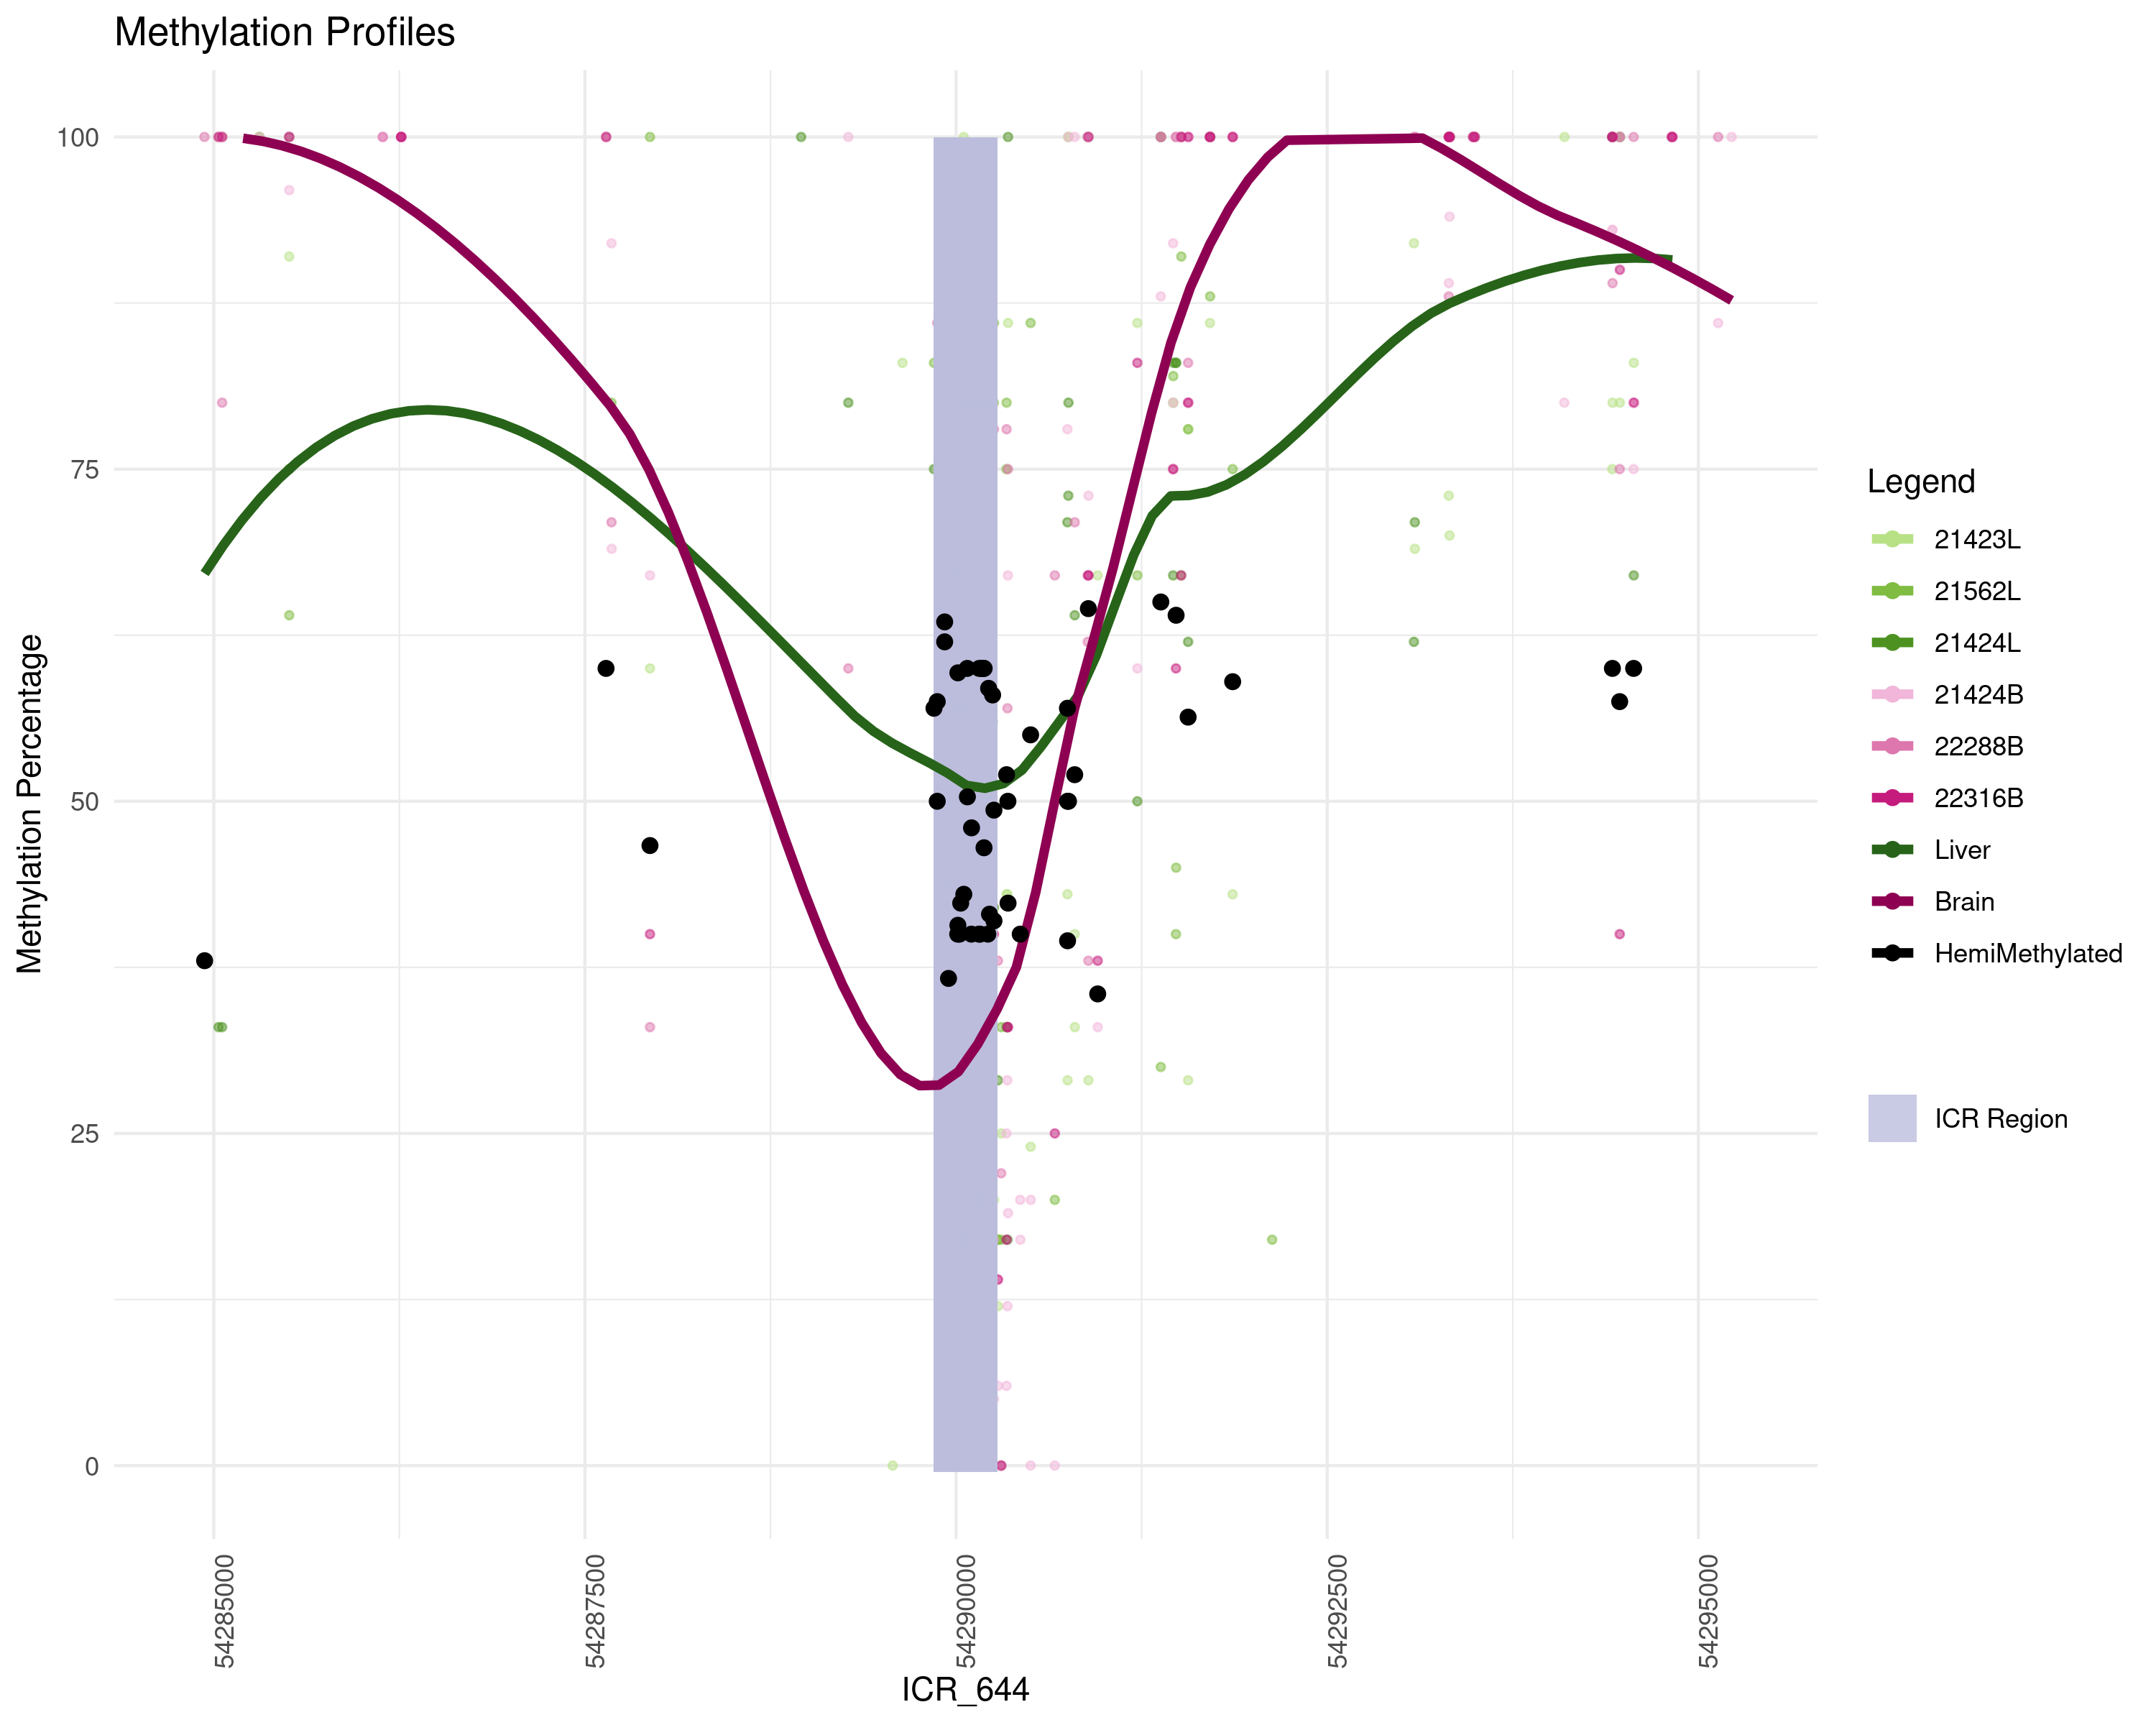 Methylation Profiles
Methylation Percentage
100
75
50
25
0
54285000
54287500
54290000
54292500
54295000
ICR_644
Legend
21423L
21562L
21424L
21424B
22288B
22316B
Liver
Brain
HemiMethylated
ICR Region